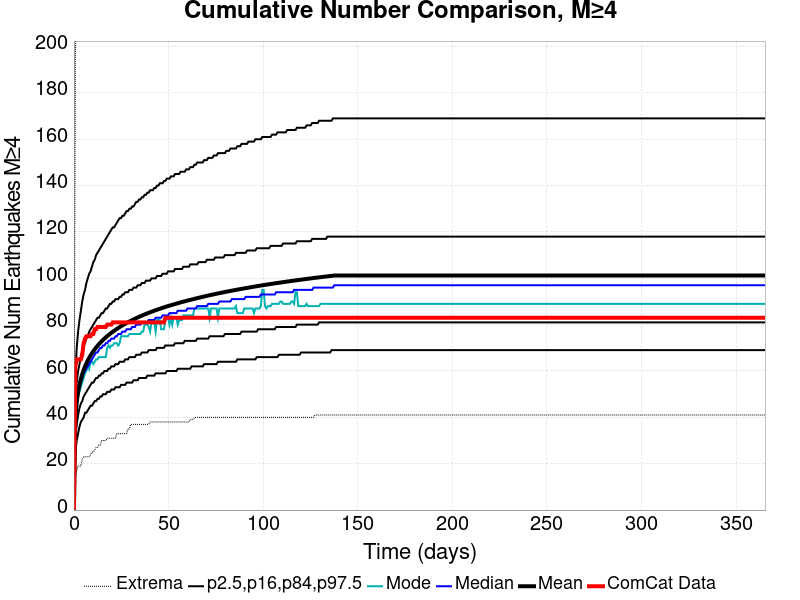 Cumulative Number Comparison, M≥4
Cumulative Num Earthquakes M≥4
200
180
160
140
120
100
80
60
40
20
0
0 50 100 150 200 250 300 350
Time (days)
Extrema p2.5,p16,p84,p97.5 Mode Median Mean ComCat Data